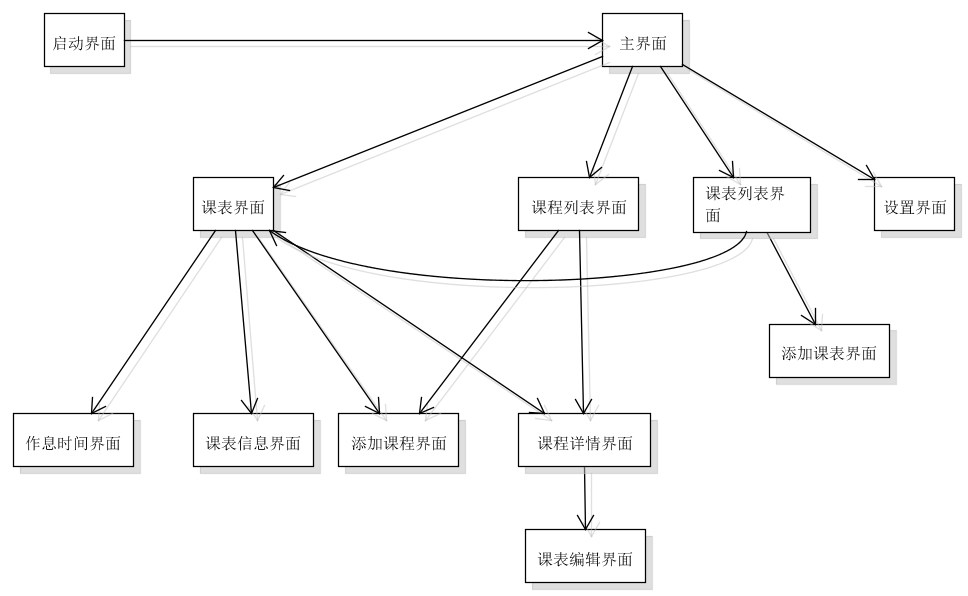 启动界面
主界面
课表界面
课程列表界面
课表列表界
面
设置界面
添加课表界面
作息时间界面
课表信息界面
添加课程界面
课程详情界面
课表编辑界面